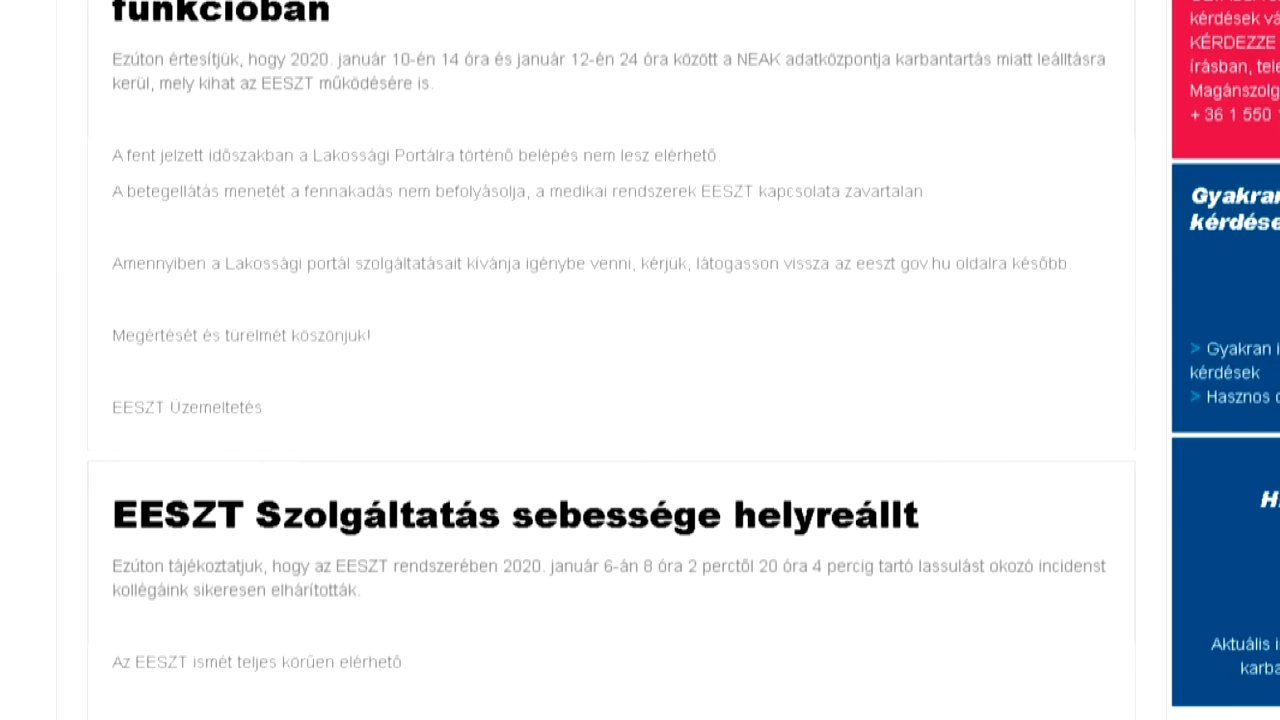 funkcióban
Ezúton értesítjük, hogy 2020. január 10-én 14 óra és január 12-én 24 óra között a NEAK adatközpontja karbantartás miatt leállításra
kerül, mely kihat az EESZT működésére is.
A fent jelzett időszakban a Lakossági Portálra történő belépés nem lesz elérhető.
A betegellátás menetét a fennakadás nem befolyásolja, a medikai rendszerek EESZT kapcsolata zavartalan.
Amennyiben a Lakossági portál szolgáltatásait kívánja igénybe venni, kérjük, látogasson vissza az eeszt.gov.hu oldalra később.
Megértését és türelmét köszönjük!
EESZT Üzemeltetés
EESZT Szolgáltatás sebessége helyreállt
Ezúton tájékoztatjuk, hogy az EESZT rendszerében 2020. január 6-án 8 óra 2 perctől 20 óra 4 percig tartó lassulást okozó incidenst
kollégáink sikeresen elhárították.
Az EESZT ismét teljes körűen elérhető
kérdések vá
KÉRDEZZE
írásban, tele
Magánszolg
+ 36 1 550
Gyakran
kérdése
> Gyakran i
kérdések
> Hasznos
H
Aktuális i
karba